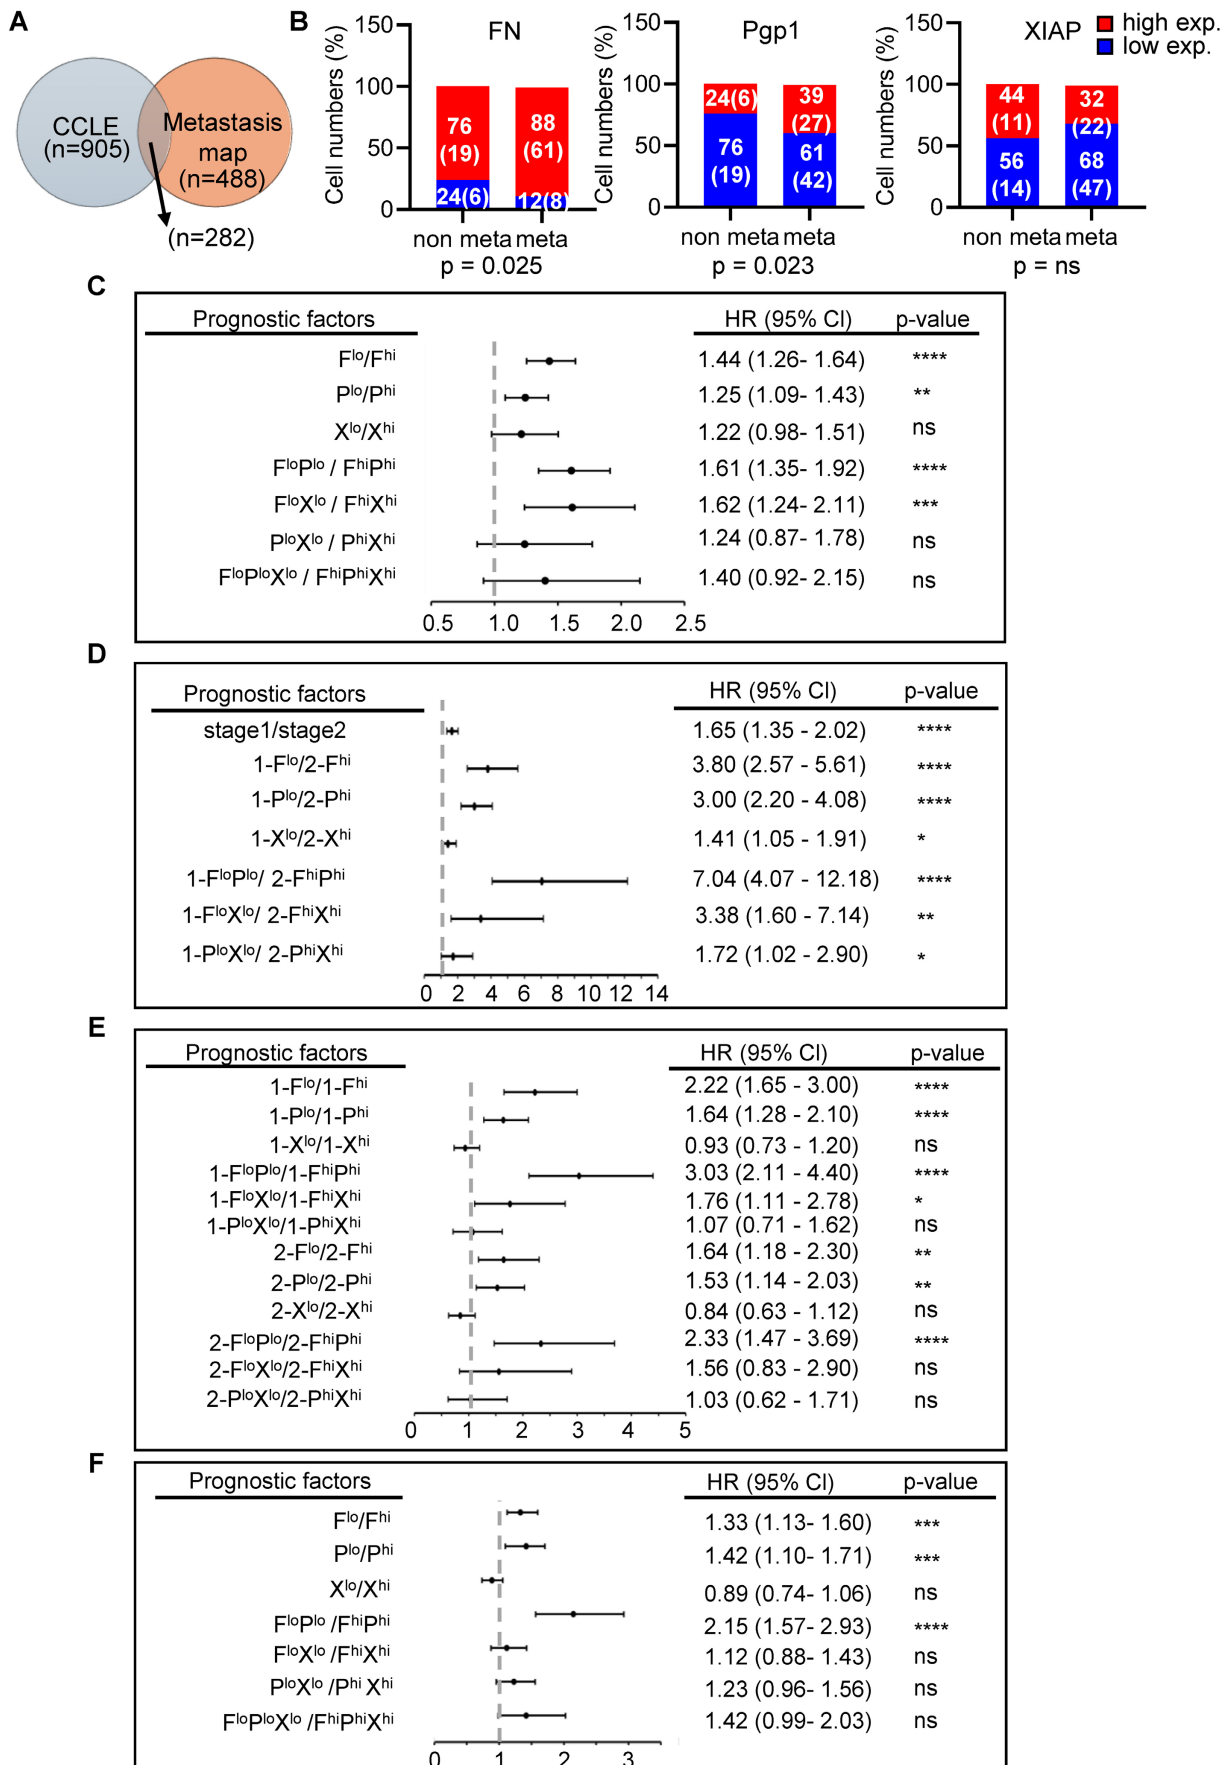 A
CCLE
(n=905)
Metastasis
map
(n=488)
(n=282)
B
Cell numbers (%)
150
100
50
0
FN
76
(19)
24(6)
88
(61)
12(8)
non meta meta
p = 0.025
Cell numbers (%)
150
100
50
0
Pgp1
24(6)
76
(19)
39
(27)
61
(42)
non meta meta
p = 0.023
Cell numbers (%)
150
100
50
0
XIAP
44
(11)
56
(14)
32
(22)
68
(47)
non meta meta
p = ns
high exp.
low exp.
C
Prognostic factors HR (95% CI) p-value
Flo/Fhi 1.44 (1.26- 1.64) ****
Plo/Phi 1.25 (1.09- 1.43) **
Xlo/Xhi 1.22 (0.98- 1.51) ns
FloPlo / FhiPhi 1.61 (1.35- 1.92) ****
FloXlo / FhiXhi 1.62 (1.24- 2.11) ***
PloXlo / PhiXhi 1.24 (0.87- 1.78) ns
FloPloXlo / FhiPhiXhi 1.40 (0.92- 2.15) ns
0.5 1.0 1.5 2.0 2.5
D
Prognostic factors HR (95% CI) p-value
stage1/stage2 1.65 (1.35 - 2.02) ****
1-Flo/2-Fhi 3.80 (2.57 - 5.61) ****
1-Plo/2-Phi 3.00 (2.20 - 4.08) ****
1-Xlo/2-Xhi 1.41 (1.05 - 1.91) *
1-FloPlo/ 2-FhiPhi 7.04 (4.07 - 12.18) ****
1-FloXlo/ 2-FhiXhi 3.38 (1.60 - 7.14) **
1-PloXlo/ 2-PhiXhi 1.72 (1.02 - 2.90) *
0 2 4 6 8 10 12 14
E
Prognostic factors HR (95% CI) p-value
1-Flo/1-Fhi 2.22 (1.65 - 3.00) ****
1-Plo/1-Phi 1.64 (1.28 - 2.10) ****
1-Xlo/1-Xhi 0.93 (0.73 - 1.20) ns
1-FloPlo/1-FhiPhi 3.03 (2.11 - 4.40) ****
1-FloXlo/1-FhiXhi 1.76 (1.11 - 2.78) *
1-PloXlo/1-PhiXhi 1.07 (0.71 - 1.62) ns
2-Flo/2-Fhi 1.64 (1.18 - 2.30) **
2-Plo/2-Phi 1.53 (1.14 - 2.03) **
2-Xlo/2-Xhi 0.84 (0.63 - 1.12) ns
2-FloPlo/2-FhiPhi 2.33 (1.47 - 3.69) ****
2-FloXlo/2-FhiXhi 1.56 (0.83 - 2.90) ns
2-PloXlo/2-PhiXhi 1.03 (0.62 - 1.71) ns
0 1 2 3 4 5
F
Prognostic factors HR (95% CI) p-value
Flo/Fhi 1.33 (1.13- 1.60) ***
Plo/Phi 1.42 (1.10- 1.71) ***
Xlo/Xhi 0.89 (0.74- 1.06) ns
FloPlo /FhiPhi 2.15 (1.57- 2.93) ****
FloXlo /FhiXhi 1.12 (0.88- 1.43) ns
PloXlo /Phi Xhi 1.23 (0.96- 1.56) ns
FloPloXlo /FhiPhiXhi 1.42 (0.99- 2.03) ns
0 1 2 3